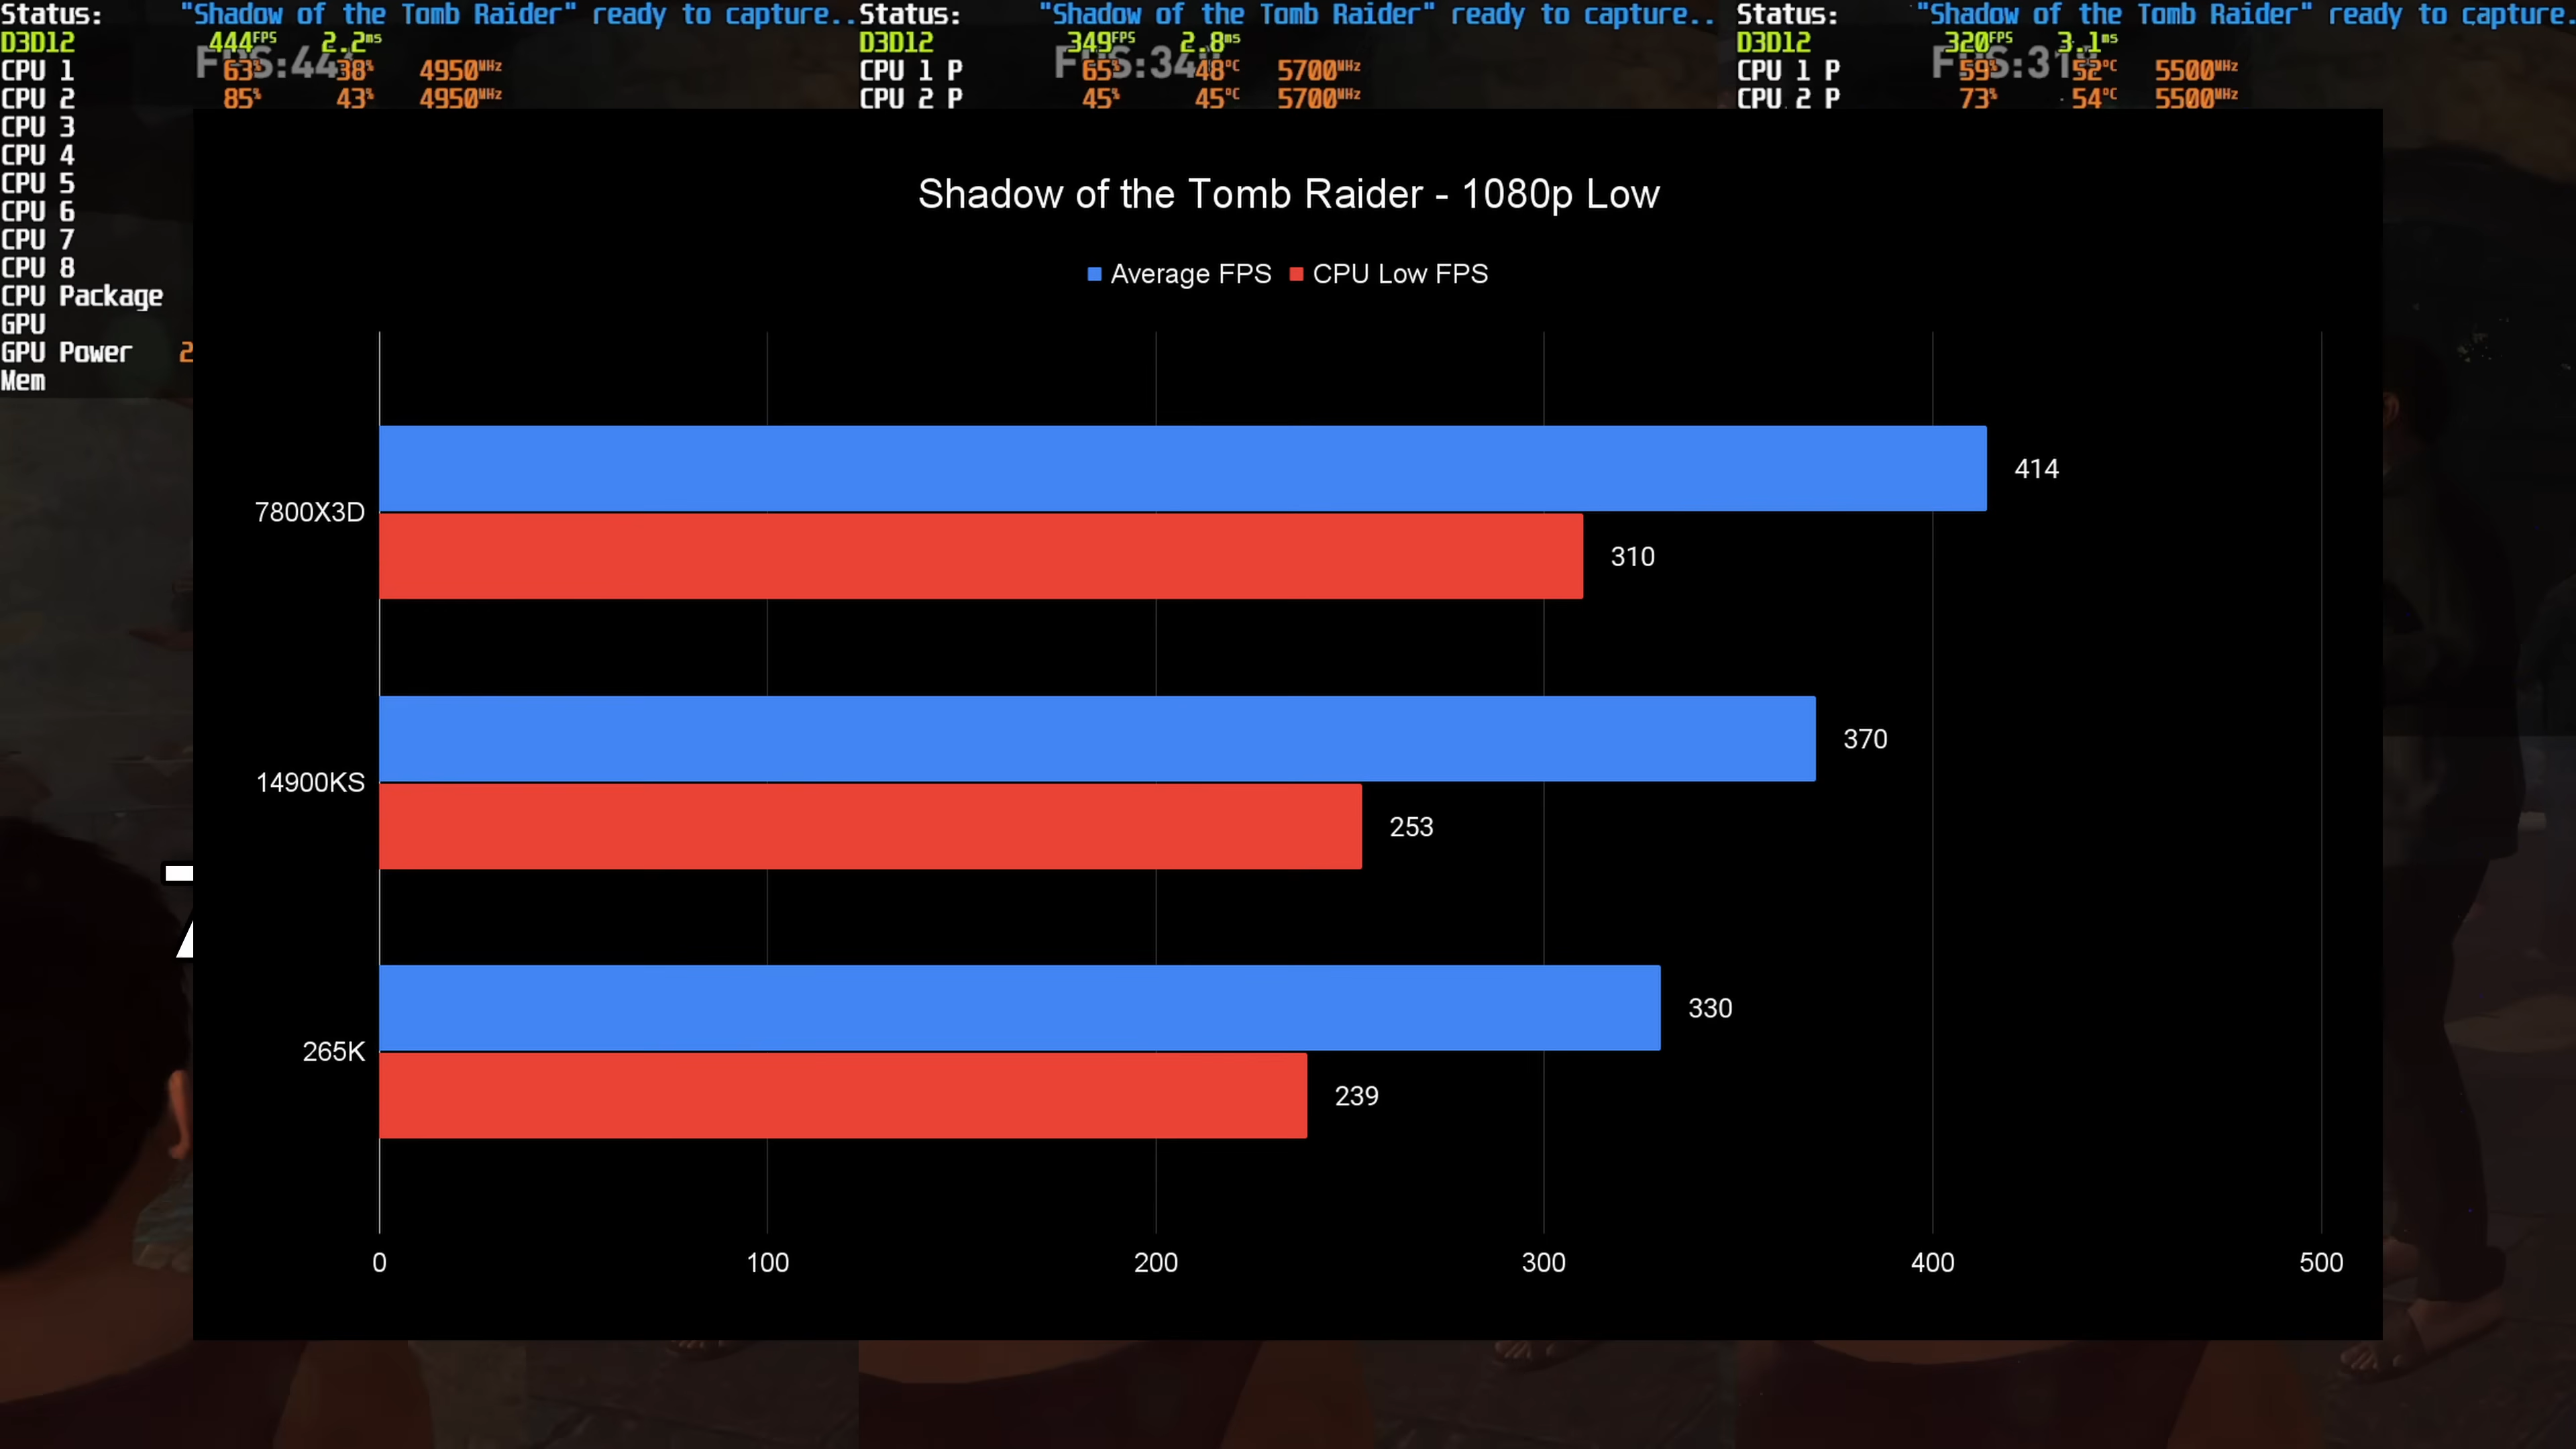 Status: "Shadow of the Tomb Raider" ready to capture..
D3D12 444FPS 2.2ms
CPU 1 63% 38% 4950MHz
CPU 2 85% 43% 4950MHz
CPU 3
CPU 4
CPU 5
CPU 6
CPU 7
CPU 8
CPU Package
GPU
GPU Power 2
Mem
Status: "Shadow of the Tomb Raider" ready to capture..
D3D12 349FPS 2.8ms
CPU 1 P 65% 48°C 5700MHz
CPU 2 P 45% 45°C 5700MHz
Status: "Shadow of the Tomb Raider" ready to capture.
D3D12 320FPS 3.1ms
CPU 1 P 59% 52°C 5500MHz
CPU 2 P 73% 54°C 5500MHz
Shadow of the Tomb Raider - 1080p Low
Average FPS CPU Low FPS
7800X3D 414
310
14900KS 370
253
265K 330
239
0 100 200 300 400 500